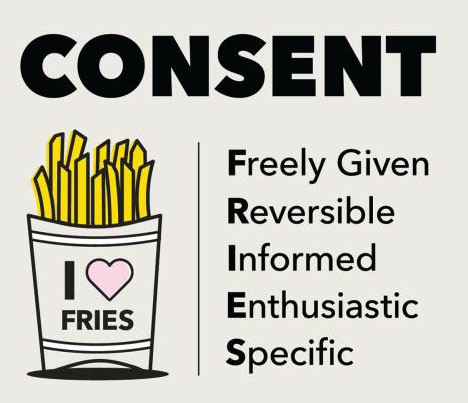 CONSENT
I ♡
FRIES
Freely Given
Reversible
Informed
Enthusiastic
Specific